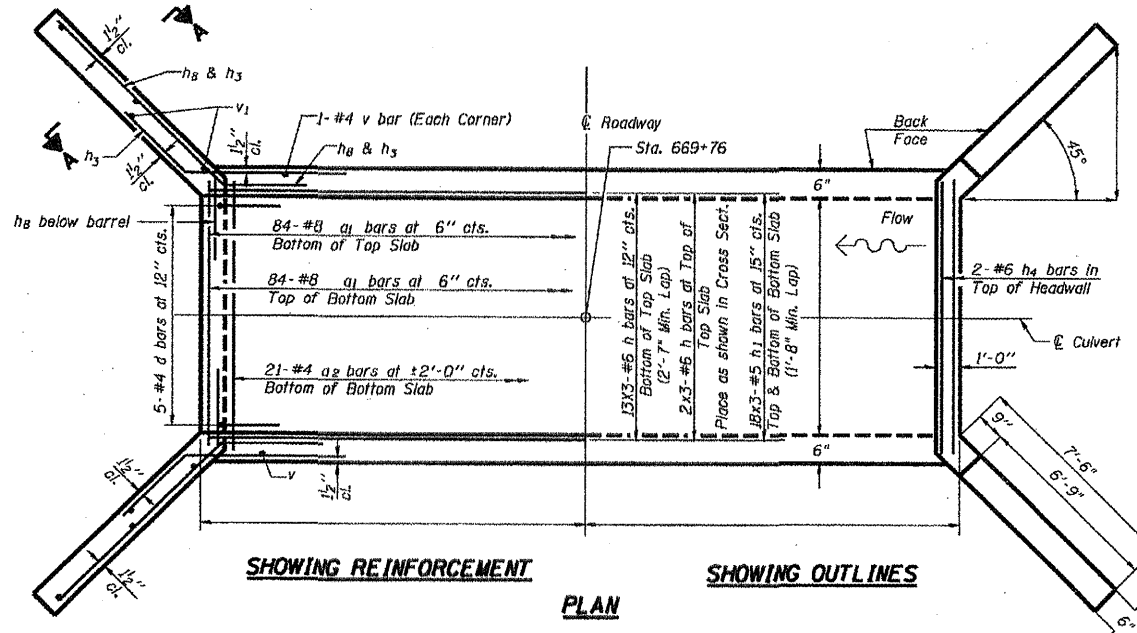 1½" cl.
A
h8 & h3
v1
A
h3
1½" cl.
1½" cl.
1-#4 v bar (Each Corner)
h8 & h3
℄ Roadway
Sta. 669+76
Back
Face
45°
6"
h8 below barrel
5-#4 d bars at 12" cts.
84-#8 a1 bars at 6" cts.
Bottom of Top Slab
84-#8 a1 bars at 6" cts.
Top of Bottom Slab
21-#4 a2 bars at ±2'-0" cts.
Bottom of Bottom Slab
13x3-#6 h bars at 12" cts.
Bottom of Top Slab
(2'-7" Min. Lap)
2x3-#6 h bars at Top of
Top Slab
Place as shown in Cross Sect.
18x3-#5 h1 bars at 15" cts.
Top & Bottom of Bottom Slab
(1'-8" Min. Lap)
Flow
2-#6 h4 bars in
Top of Headwall
℄ Culvert
1'-0"
6"
9"
7'-6"
6'-9"
6"
1½" cl.
v
1½" cl.
1½" cl.
SHOWING REINFORCEMENT
SHOWING OUTLINES
PLAN